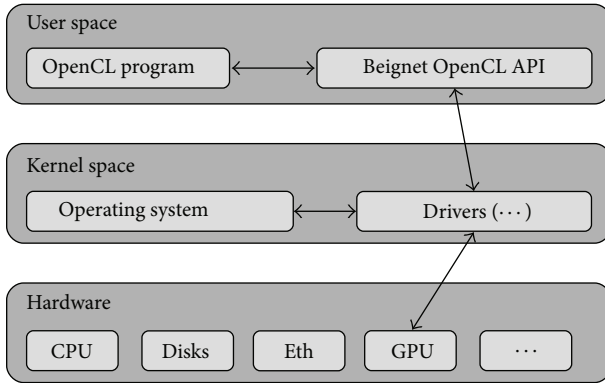 User space
OpenCL program
Beignet OpenCL API
Kernel space
Operating system
Drivers (···)
Hardware
CPU
Disks
Eth
GPU
···